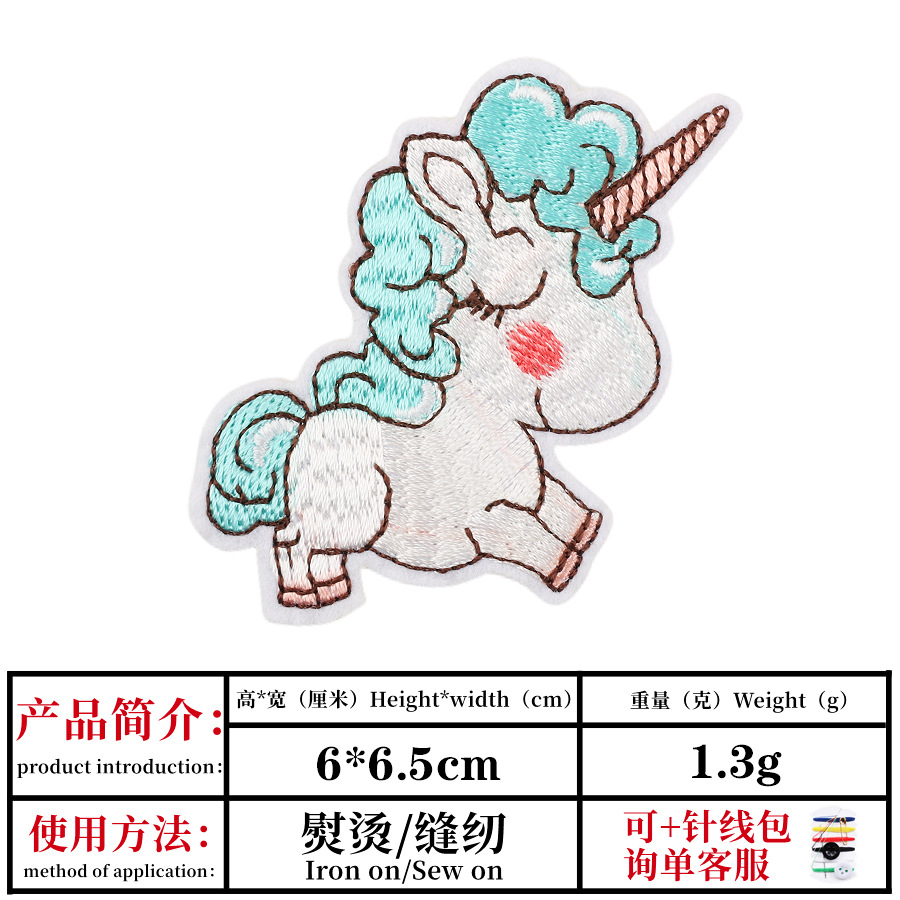 产品简介：
product introduction：
高*宽（厘米）Height*width（cm）
重量（克）Weight（g）
6*6.5cm
1.3g
使用方法：
method of application：
熨烫/缝纫
Iron on/Sew on
可+针线包
询单客服